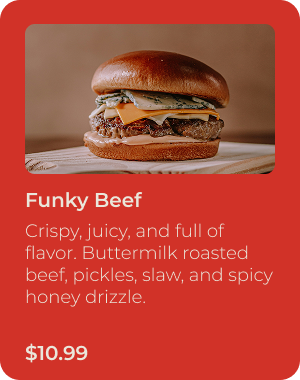 Funky Beef
Crispy, juicy, and full of
flavor. Buttermilk roasted
beef, pickles, slaw, and spicy
honey drizzle.
$10.99